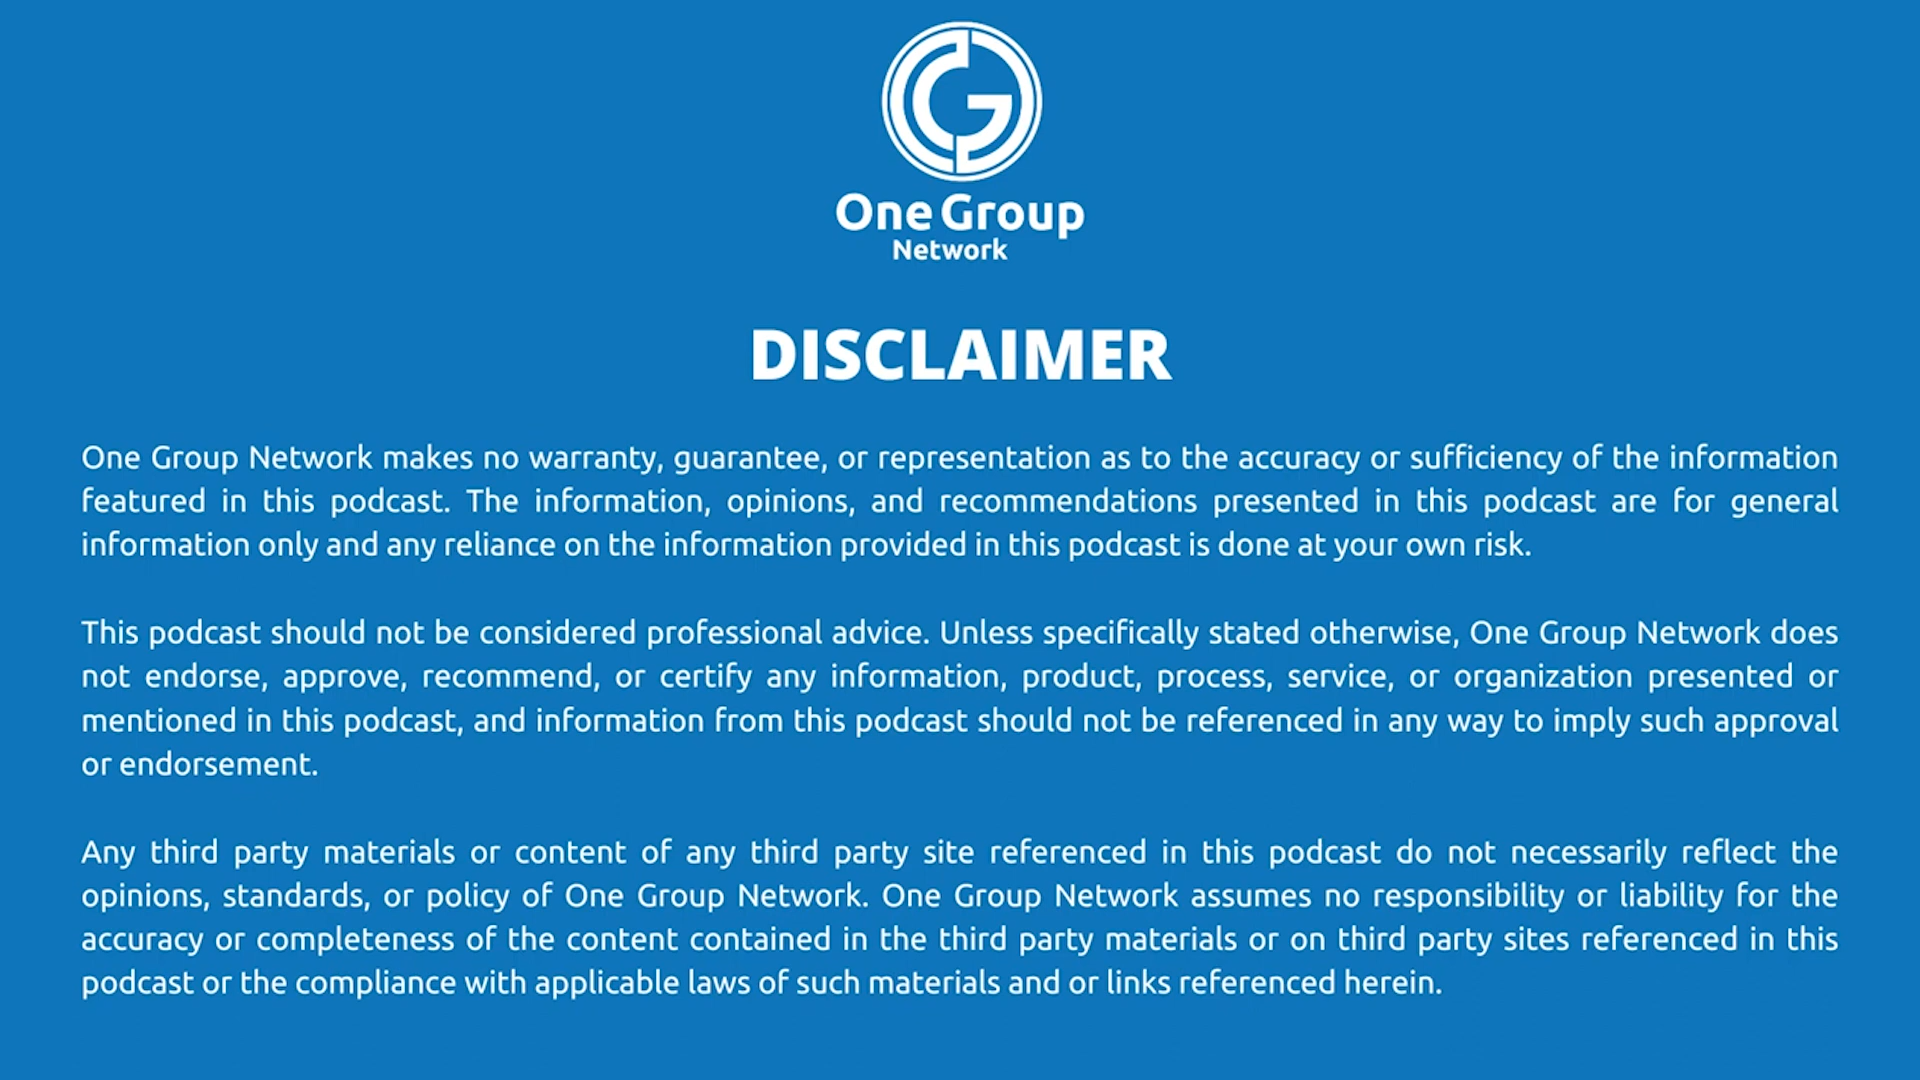 One Group
Network
DISCLAIMER
One Group Network makes no warranty, guarantee, or representation as to the accuracy or sufficiency of the information
featured in this podcast. The information, opinions, and recommendations presented in this podcast are for general
information only and any reliance on the information provided in this podcast is done at your own risk.
This podcast should not be considered professional advice. Unless specifically stated otherwise, One Group Network does
not endorse, approve, recommend, or certify any information, product, process, service, or organization presented or
mentioned in this podcast, and information from this podcast should not be referenced in any way to imply such approval
or endorsement.
Any third party materials or content of any third party site referenced in this podcast do not necessarily reflect the
opinions, standards, or policy of One Group Network. One Group Network assumes no responsibility or liability for the
accuracy or completeness of the content contained in the third party materials or on third party sites referenced in this
podcast or the compliance with applicable laws of such materials and or links referenced herein.